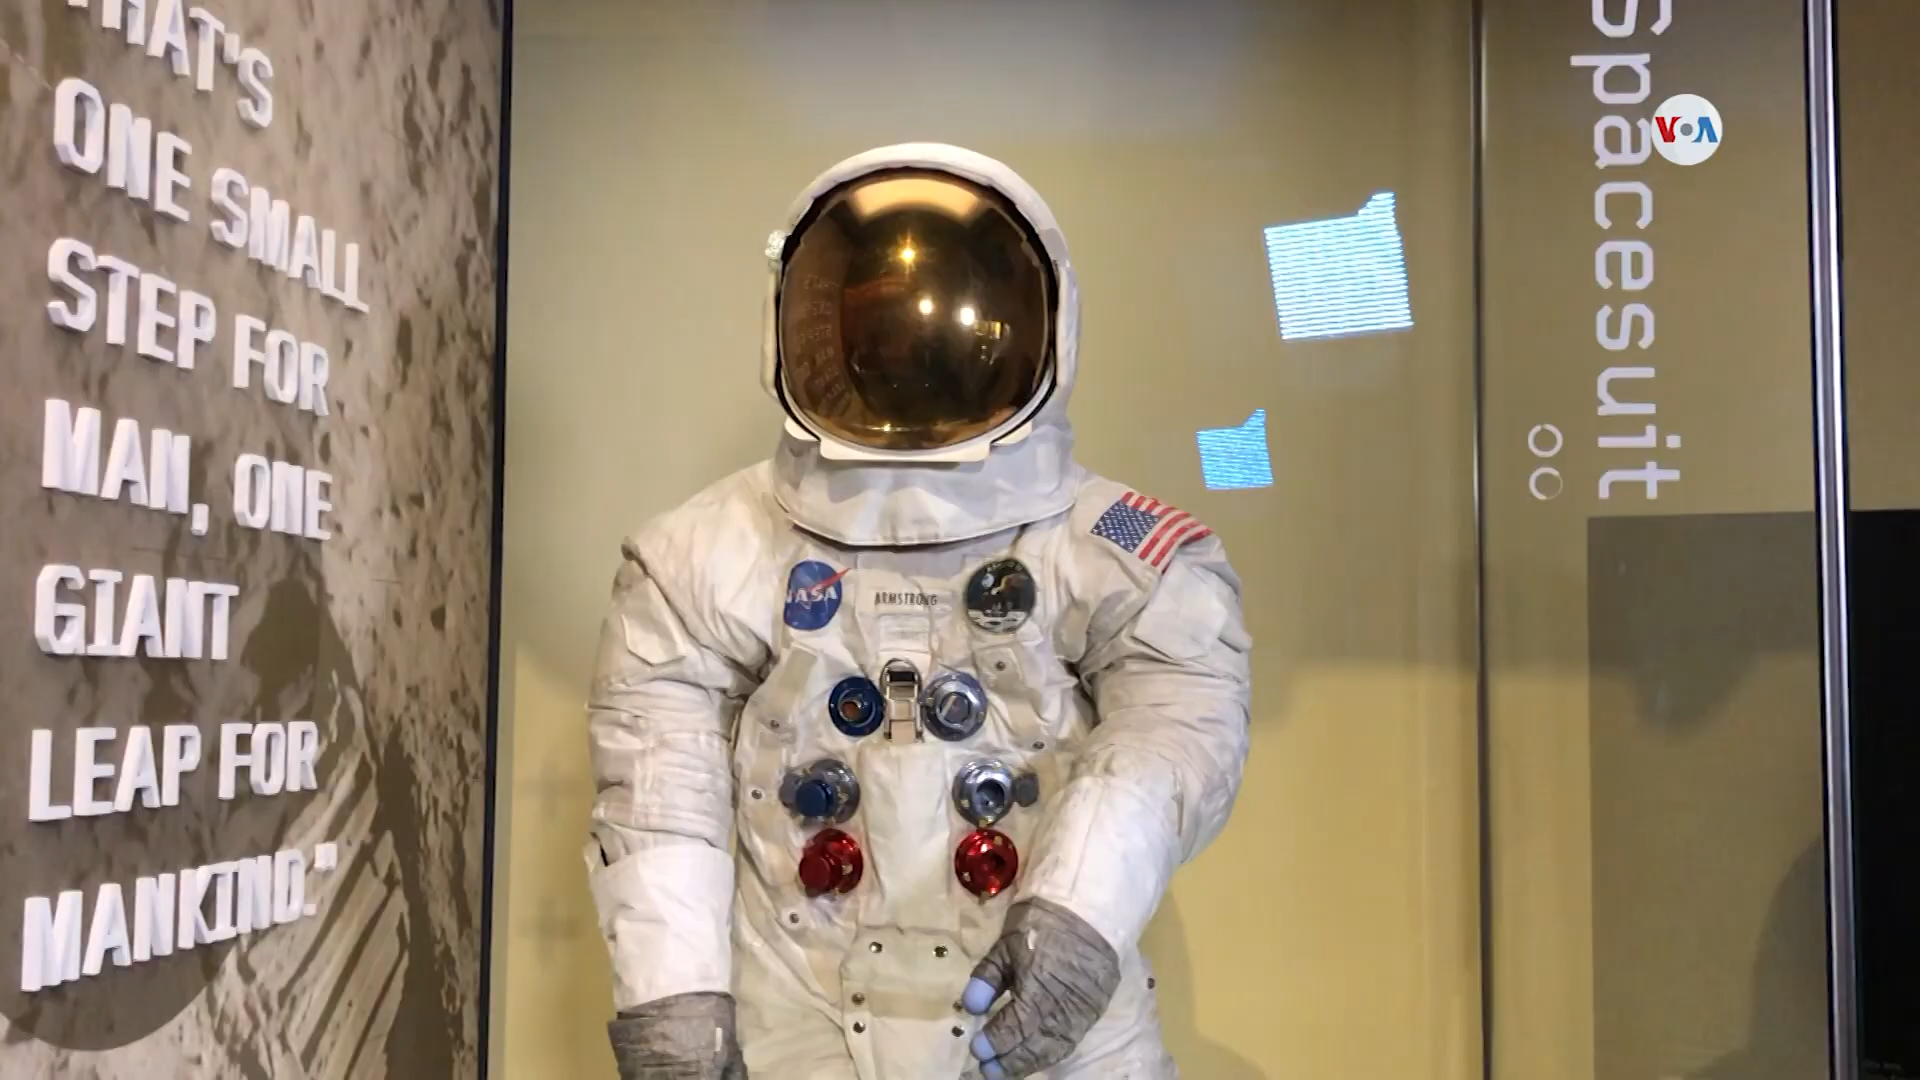 THAT'S
ONE SMALL
STEP FOR
MAN, ONE
GIANT
LEAP FOR
MANKIND."
Spacesuit
VOA
NASA
ARMSTRONG